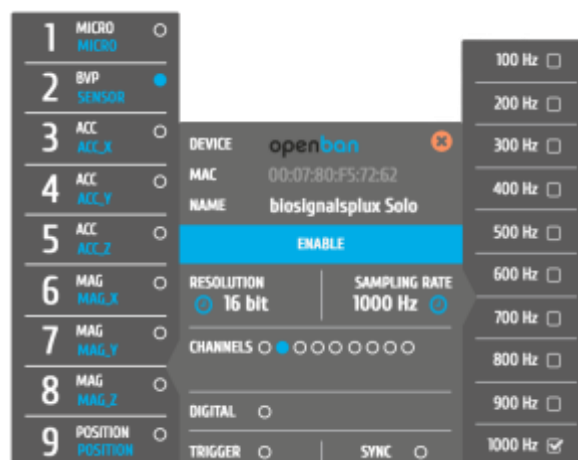 1 MICRO
MICRO
2 BVP
SENSOR
3 ACC
ACC_X
4 ACC
ACC_Y
5 ACC
ACC_Z
6 MAG
MAG_X
7 MAG
MAG_Y
8 MAG
MAG_Z
9 POSITION
POSITION
DEVICE openban
MAC 00:07:80:F5:72:62
NAME biosignalsplux Solo
ENABLE
RESOLUTION SAMPLING RATE
16 bit 1000 Hz
CHANNELS
DIGITAL
TRIGGER SYNC
100 Hz
200 Hz
300 Hz
400 Hz
500 Hz
600 Hz
700 Hz
800 Hz
900 Hz
1000 Hz